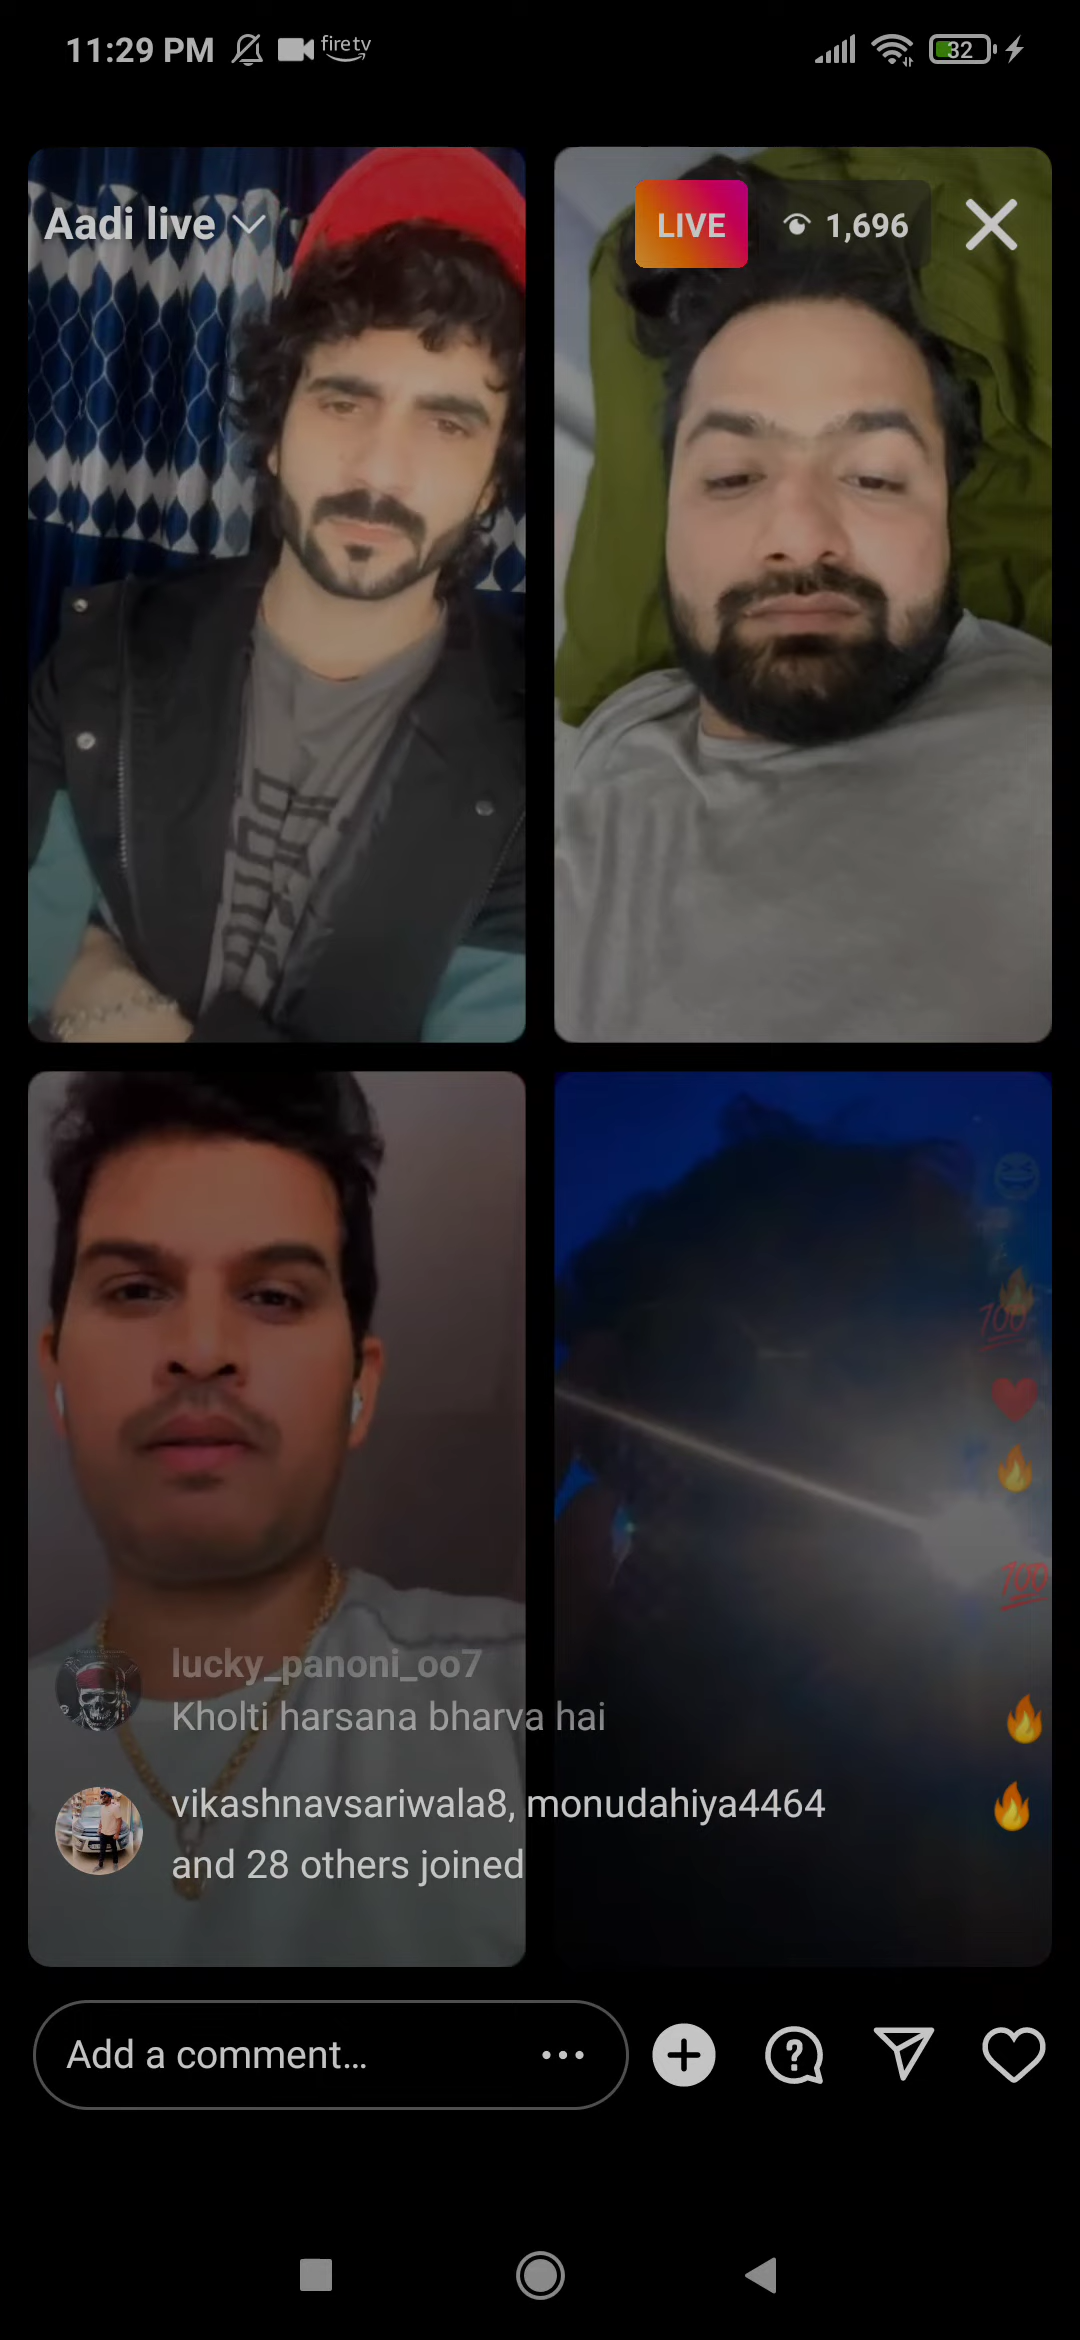 11:29 PM firetv 32
Aadi live LIVE 1,696
lucky_panoni_oo7
Kholti harsana bharva hai
vikashnavsariwala8, monudahiya4464
and 28 others joined
Add a comment...